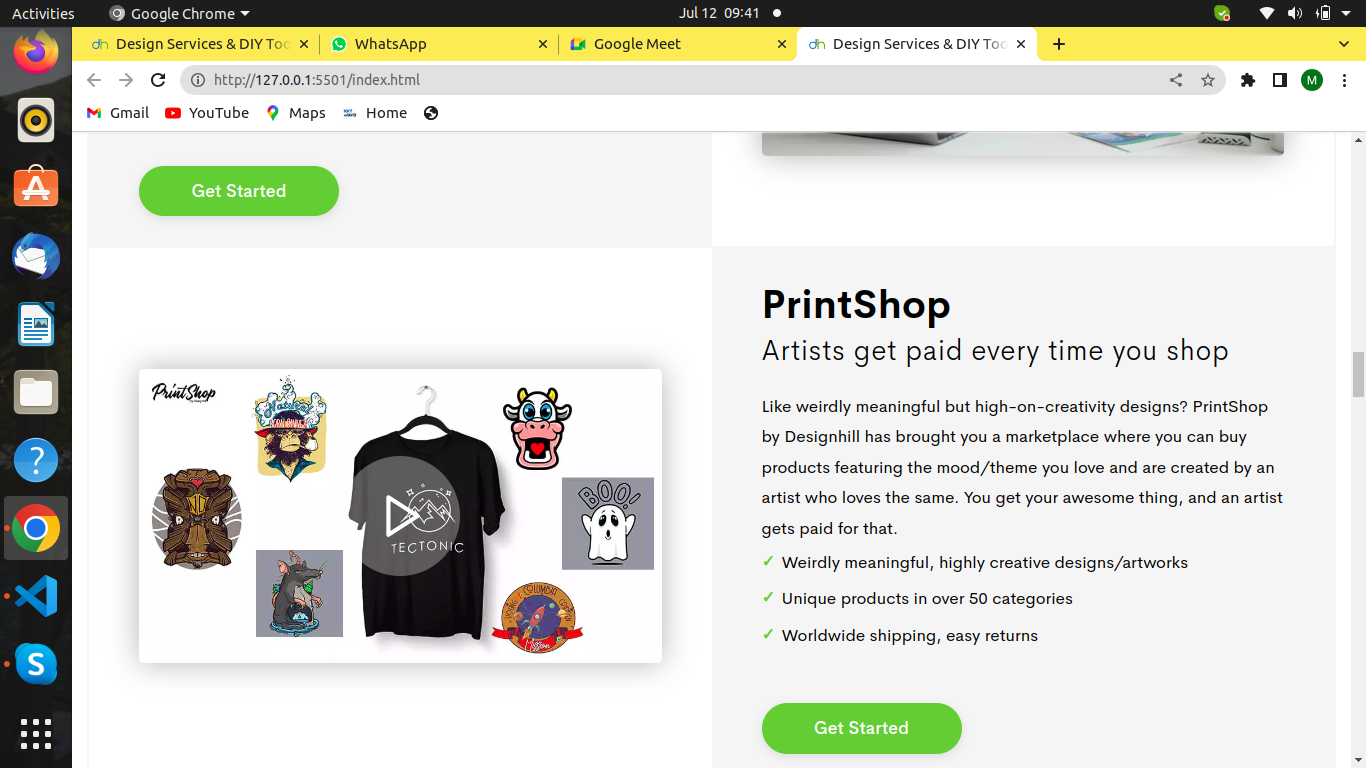 Activities
Google Chrome
Jul 12 09:41
Design Services & DIY Too
WhatsApp
Google Meet
Design Services & DIY Too
http://127.0.0.1:5501/index.html
M
Gmail
YouTube
Maps
Home
Get Started
PrintShop
Artists get paid every time you shop
Like weirdly meaningful but high-on-creativity designs? PrintShop
by Designhill has brought you a marketplace where you can buy
products featuring the mood/theme you love and are created by an
artist who loves the same. You get your awesome thing, and an artist
gets paid for that.
✓ Weirdly meaningful, highly creative designs/artworks
✓ Unique products in over 50 categories
✓ Worldwide shipping, easy returns
Get Started
PrintShop
Natural
BOO!
TECTONIC
COLUMBIA